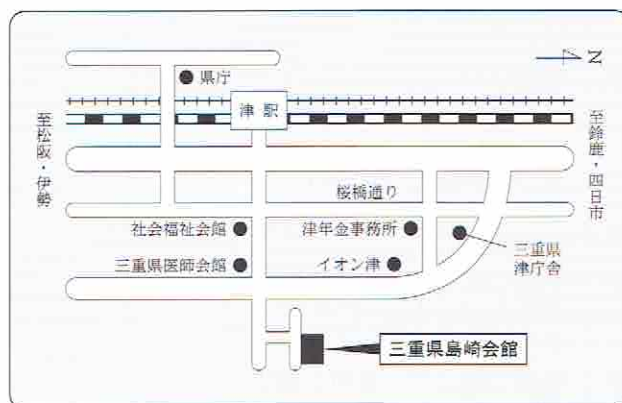 県庁
N
津駅
至松阪・伊勢
至鈴鹿・四日市
桜橋通り
社会福祉会館
津年金事務所
三重県
津庁舎
三重県医師会館
イオン津
三重県島崎会館